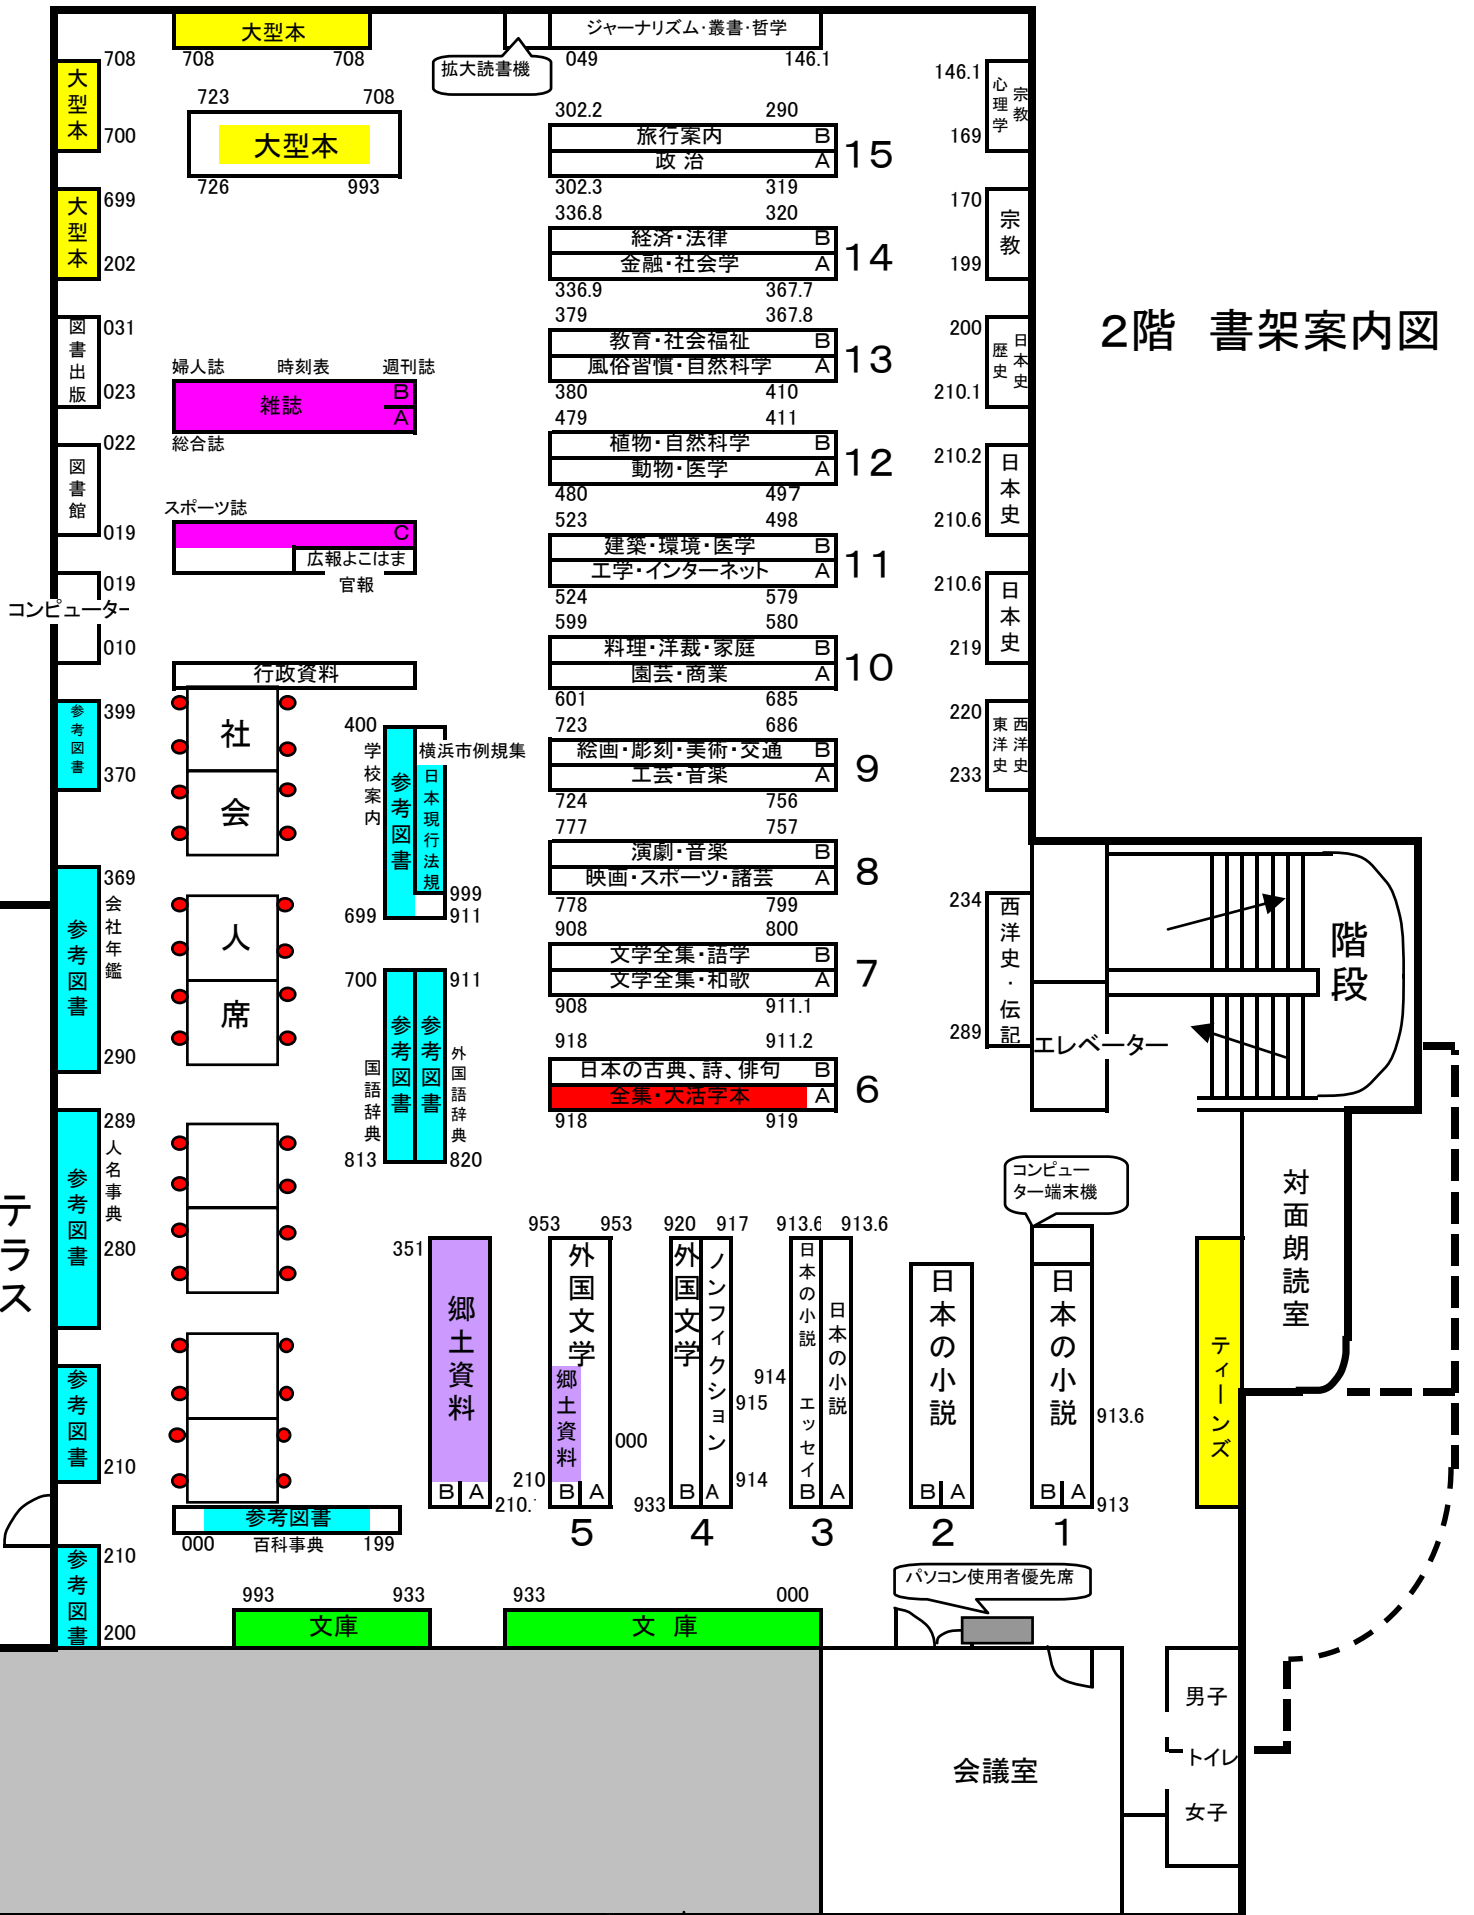 2階 書架案内図
大型本
708 708
ジャーナリズム・叢書・哲学
049 146.1
拡大読書機
708
大型本
700
723 708
大型本
726 993
699
大型本
202
031
図書出版
023
022
図書館
019
019
コンピューター
010
399
参考図書
370
369
会社年鑑
参考図書
290
289
人名事典
参考図書
280
参考図書
210
210
参考図書
200
テラス
婦人誌 時刻表 週刊誌
雑誌 B
A
総合誌
スポーツ誌
C
広報よこはま
官報
行政資料
社会人席
400
学校案内
参考図書
横浜市例規集
日本現行法規
999
699 911
700 911
国語辞典
参考図書
参考図書
外国語辞典
813 820
参考図書
000 百科事典 199
302.2 290
旅行案内 B
政 治 A
15
302.3 319
336.8 320
経済・法律 B
金融・社会学 A
14
336.9 367.7
379 367.8
教育・社会福祉 B
風俗習慣・自然科学 A
13
380 410
479 411
植物・自然科学 B
動物・医学 A
12
480 497
523 498
建築・環境・医学 B
工学・インターネット A
11
524 579
599 580
料理・洋裁・家庭 B
園芸・商業 A
10
601 685
723 686
絵画・彫刻・美術・交通 B
工芸・音楽 A
9
724 756
777 757
演劇・音楽 B
映画・スポーツ・諸芸 A
8
778 799
908 800
文学全集・語学 B
文学全集・和歌 A
7
908 911.1
918 911.2
日本の古典、詩、俳句 B
全集・大活字本 A
6
918 919
146.1
心理学
宗教
169
170
宗教
199
200
歴史
日本史
210.1
210.2
日本史
210.6
210.6
日本史
219
220
東洋史
西洋史
233
234
西洋史・伝記
289
エレベーター
階段
対面朗読室
コンピューター端末機
351
郷土資料
B A
210.
953 953
外国文学
郷土資料
000
210
B A
5
920 917
外国文学
ノンフィクション
915
914
933
B A
4
913.6 913.6
日本の小説
エッセイ
日本の小説
914
B A
3
日本の小説
B A
2
日本の小説
913.6
B A
913
1
ティーンズ
993 933
文庫
933 000
文 庫
パソコン使用者優先席
会議室
男子
トイレ
女子